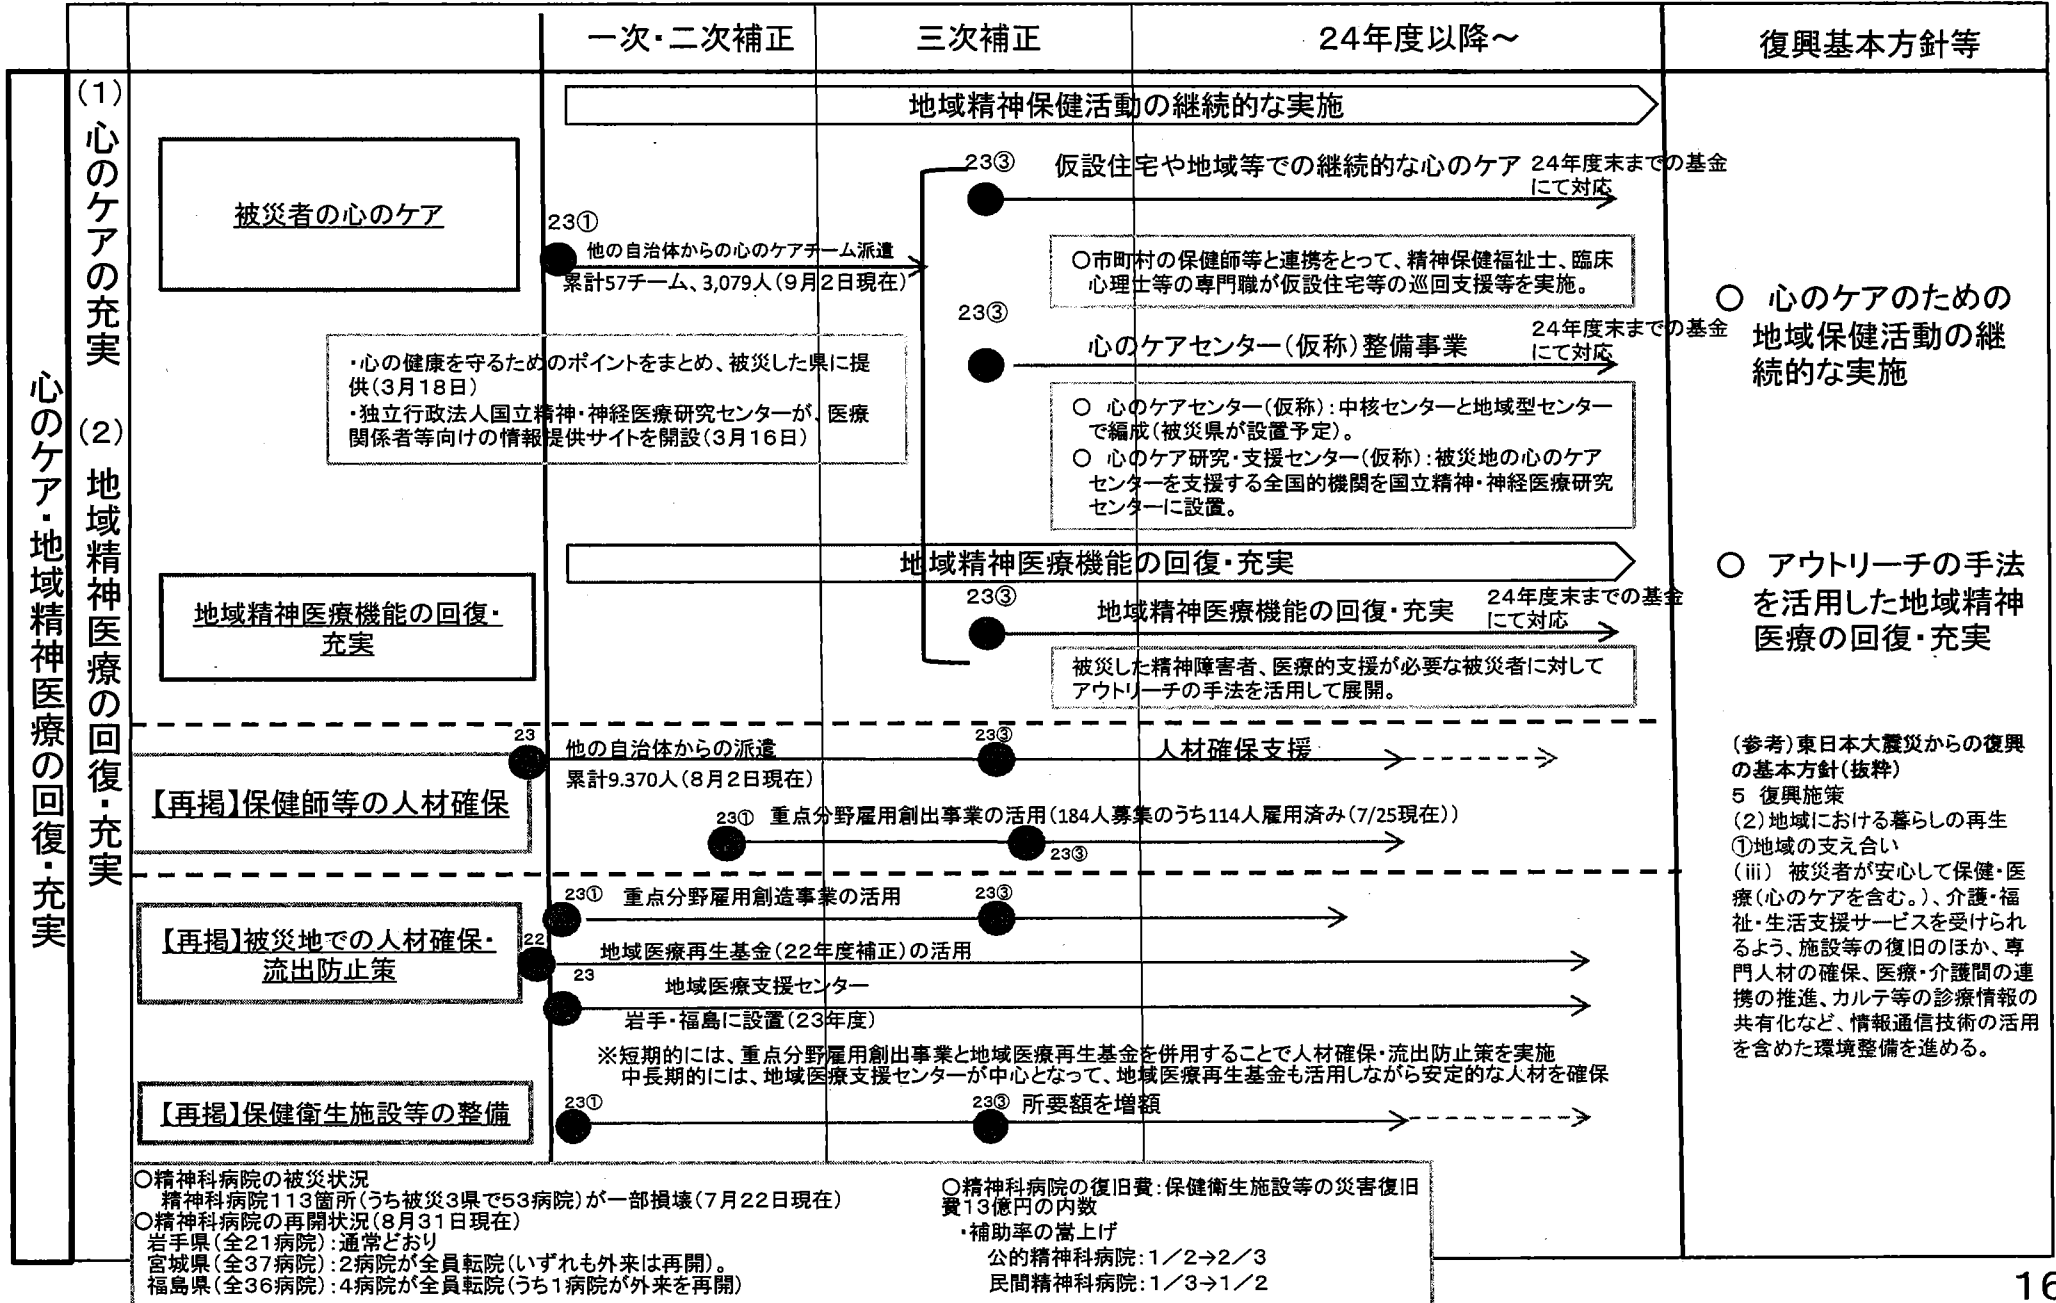 一次・二次補正
三次補正
24年度以降～
復興基本方針等
心のケア・地域精神医療の回復・充実
(1) 心のケアの充実
(2) 地域精神医療の回復・充実
地域精神保健活動の継続的な実施
被災者の心のケア
23①
他の自治体からの心のケアチーム派遣
累計57チーム、3,079人(9月2日現在)
23③
仮設住宅や地域等での継続的な心のケア
24年度末までの基金
にて対応
○市町村の保健師等と連携をとって、精神保健福祉士、臨床
心理士等の専門職が仮設住宅等の巡回支援等を実施。
・心の健康を守るためのポイントをまとめ、被災した県に提
供(3月18日)
・独立行政法人国立精神・神経医療研究センターが、医療
関係者等向けの情報提供サイトを開設(3月16日)
23③
心のケアセンター(仮称)整備事業
24年度末までの基金
にて対応
○ 心のケアセンター(仮称):中核センターと地域型センター
で編成(被災県が設置予定)。
○ 心のケア研究・支援センター(仮称):被災地の心のケア
センターを支援する全国的機関を国立精神・神経医療研究
センターに設置。
地域精神医療機能の回復・充実
地域精神医療機能の回復・
充実
23③
地域精神医療機能の回復・充実
24年度末までの基金
にて対応
被災した精神障害者、医療的支援が必要な被災者に対して
アウトリーチの手法を活用して展開。
【再掲】保健師等の人材確保
23
他の自治体からの派遣
累計9.370人(8月2日現在)
23③
人材確保支援
23①
重点分野雇用創出事業の活用(184人募集のうち114人雇用済み(7/25現在))
23③
【再掲】被災地での人材確保・
流出防止策
23①
重点分野雇用創造事業の活用
23③
22
地域医療再生基金(22年度補正)の活用
23
地域医療支援センター
岩手・福島に設置(23年度)
※短期的には、重点分野雇用創出事業と地域医療再生基金を併用することで人材確保・流出防止策を実施
中長期的には、地域医療支援センターが中心となって、地域医療再生基金も活用しながら安定的な人材を確保
【再掲】保健衛生施設等の整備
23①
23③
所要額を増額
○精神科病院の被災状況
精神科病院113箇所(うち被災3県で53病院)が一部損壊(7月22日現在)
○精神科病院の再開状況(8月31日現在)
岩手県(全21病院):通常どおり
宮城県(全37病院):2病院が全員転院(いずれも外来は再開)。
福島県(全36病院):4病院が全員転院(うち1病院が外来を再開)
○精神科病院の復旧費:保健衛生施設等の災害復旧
費13億円の内数
・補助率の嵩上げ
公的精神科病院:1/2→2/3
民間精神科病院:1/3→1/2
○ 心のケアのための
地域保健活動の継
続的な実施
○ アウトリーチの手法
を活用した地域精神
医療の回復・充実
(参考)東日本大震災からの復興
の基本方針(抜粋)
5 復興施策
(2)地域における暮らしの再生
①地域の支え合い
(iii) 被災者が安心して保健・医
療(心のケアを含む。)、介護・福
祉・生活支援サービスを受けられ
るよう、施設等の復旧のほか、専
門人材の確保、医療・介護間の連
携の推進、カルテ等の診療情報の
共有化など、情報通信技術の活用
を含めた環境整備を進める。
16